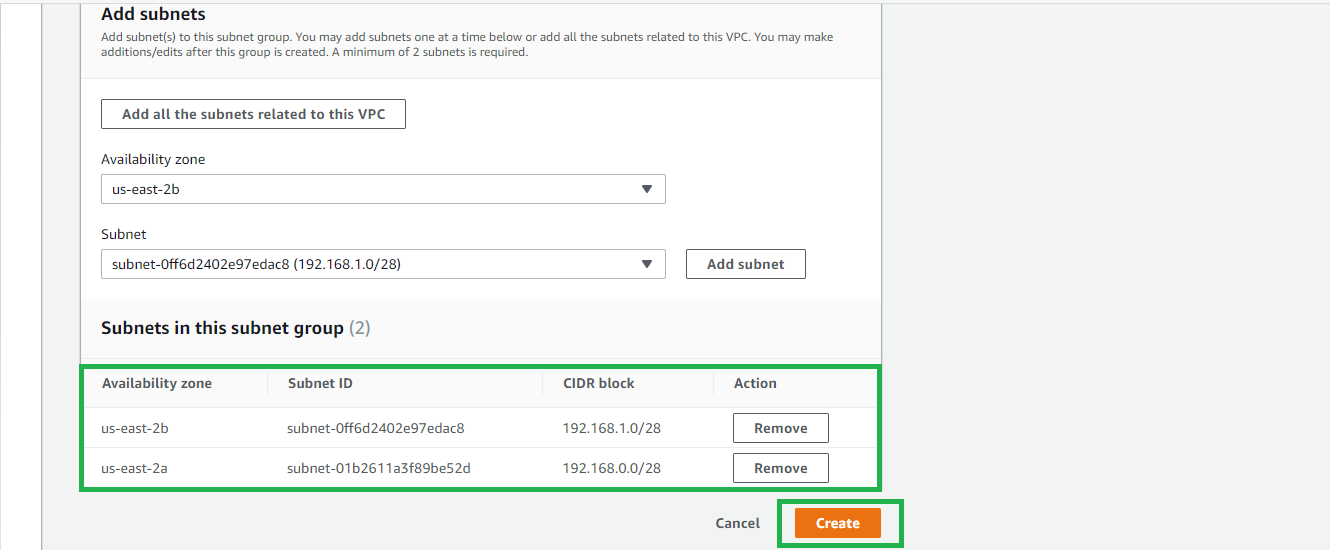 Add subnets
Add subnet(s) to this subnet group. You may add subnets one at a time below or add all the subnets related to this VPC. You may make
additions/edits after this group is created. A minimum of 2 subnets is required.
Add all the subnets related to this VPC
Availability zone
us-east-2b
Subnet
subnet-0ff6d2402e97edac8 (192.168.1.0/28)
Add subnet
Subnets in this subnet group (2)
Availability zone Subnet ID CIDR block Action
us-east-2b subnet-0ff6d2402e97edac8 192.168.1.0/28 Remove
us-east-2a subnet-01b2611a3f89be52d 192.168.0.0/28 Remove
Cancel Create